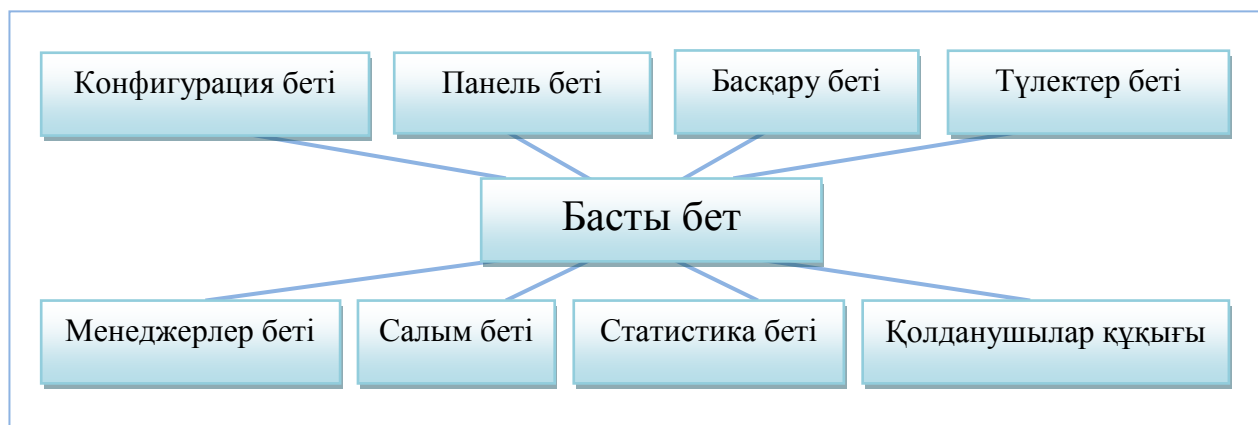 Конфигурация беті
Панель беті
Басқару беті
Түлектер беті
Басты бет
Менеджерлер беті
Салым беті
Статистика беті
Қолданушылар құқығы